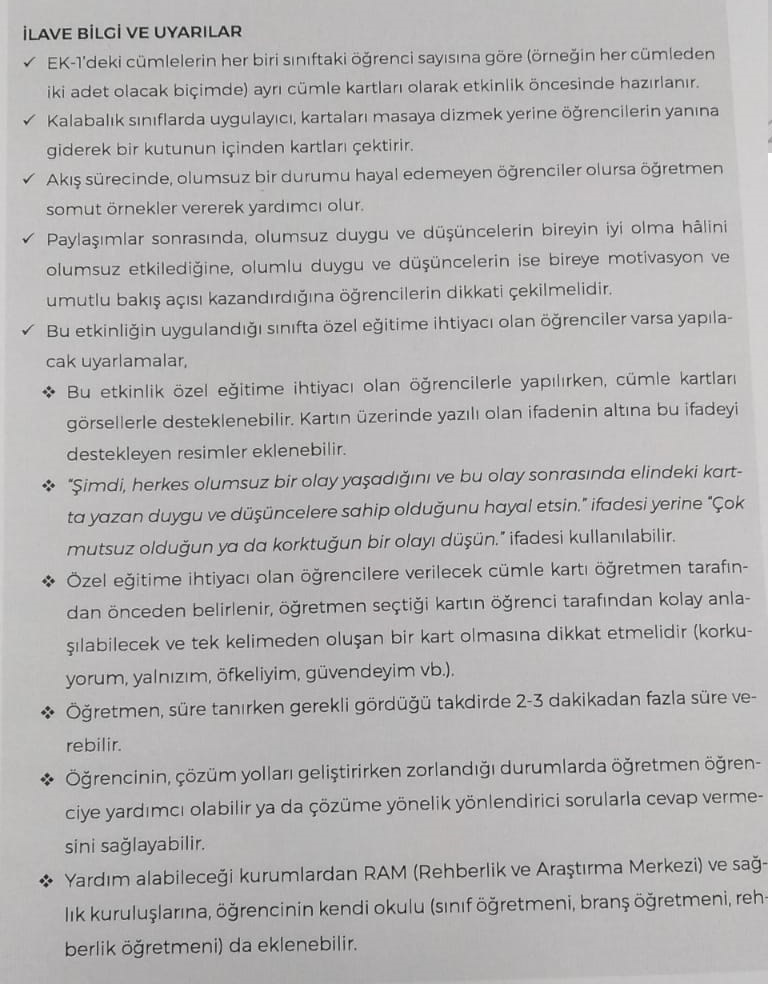 İLAVE BİLGİ VE UYARILAR
✓ EK-1'deki cümlelerin her biri sınıftaki öğrenci sayısına göre (örneğin her cümleden
iki adet olacak biçimde) ayrı cümle kartları olarak etkinlik öncesinde hazırlanır.
✓ Kalabalık sınıflarda uygulayıcı, kartaları masaya dizmek yerine öğrencilerin yanına
giderek bir kutunun içinden kartları çektirir.
✓ Akış sürecinde, olumsuz bir durumu hayal edemeyen öğrenciler olursa öğretmen
somut örnekler vererek yardımcı olur.
✓ Paylaşımlar sonrasında, olumsuz duygu ve düşüncelerin bireyin iyi olma hâlini
olumsuz etkilediğine, olumlu duygu ve düşüncelerin ise bireye motivasyon ve
umutlu bakış açısı kazandırdığına öğrencilerin dikkati çekilmelidir.
✓ Bu etkinliğin uygulandığı sınıfta özel eğitime ihtiyacı olan öğrenciler varsa yapıla-
cak uyarlamalar,
❖ Bu etkinlik özel eğitime ihtiyacı olan öğrencilerle yapılırken, cümle kartları
görsellerle desteklenebilir. Kartın üzerinde yazılı olan ifadenin altına bu ifadeyi
destekleyen resimler eklenebilir.
❖ "Şimdi, herkes olumsuz bir olay yaşadığını ve bu olay sonrasında elindeki kart-
ta yazan duygu ve düşüncelere sahip olduğunu hayal etsin." ifadesi yerine "Çok
mutsuz olduğun ya da korktuğun bir olayı düşün." ifadesi kullanılabilir.
❖ Özel eğitime ihtiyacı olan öğrencilere verilecek cümle kartı öğretmen tarafın-
dan önceden belirlenir, öğretmen seçtiği kartın öğrenci tarafından kolay anla-
şılabilecek ve tek kelimeden oluşan bir kart olmasına dikkat etmelidir (korku-
yorum, yalnızım, öfkeliyim, güvendeyim vb.).
❖ Öğretmen, süre tanırken gerekli gördüğü takdirde 2-3 dakikadan fazla süre ve-
rebilir.
❖ Öğrencinin, çözüm yolları geliştirirken zorlandığı durumlarda öğretmen öğren-
ciye yardımcı olabilir ya da çözüme yönelik yönlendirici sorularla cevap verme-
sini sağlayabilir.
❖ Yardım alabileceği kurumlardan RAM (Rehberlik ve Araştırma Merkezi) ve sağ-
lık kuruluşlarına, öğrencinin kendi okulu (sınıf öğretmeni, branş öğretmeni, reh-
berlik öğretmeni) da eklenebilir.